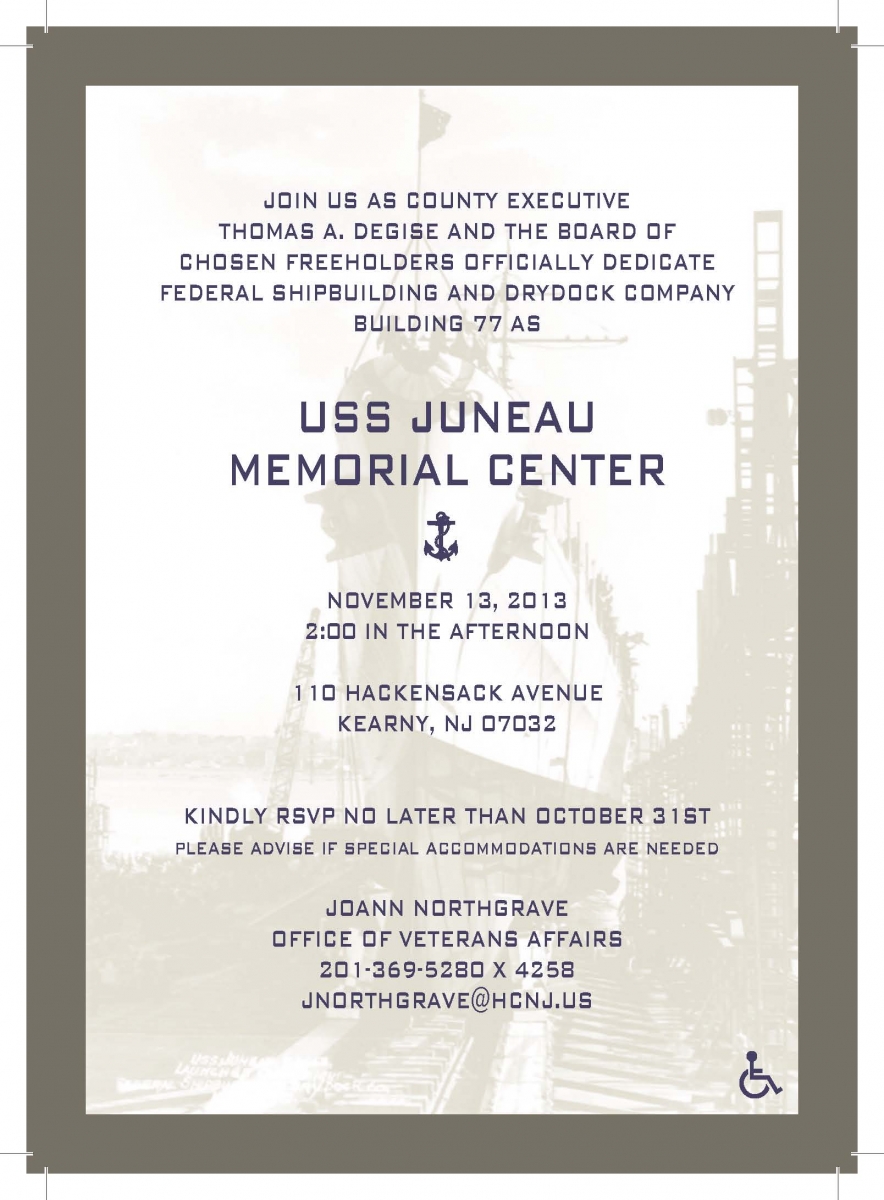 JOIN US AS COUNTY EXECUTIVE
THOMAS A. DEGISE AND THE BOARD OF
CHOSEN FREEHOLDERS OFFICIALLY DEDICATE
FEDERAL SHIPBUILDING AND DRYDOCK COMPANY
BUILDING 77 AS
USS JUNEAU
MEMORIAL CENTER
NOVEMBER 13, 2013
2:00 IN THE AFTERNOON
110 HACKENSACK AVENUE
KEARNY, NJ 07032
KINDLY RSVP NO LATER THAN OCTOBER 31ST
PLEASE ADVISE IF SPECIAL ACCOMMODATIONS ARE NEEDED
JOANN NORTHGRAVE
OFFICE OF VETERANS AFFAIRS
201-369-5280 X 4258
JNORTHGRAVE@HCNJ.US
USS JUNEAU